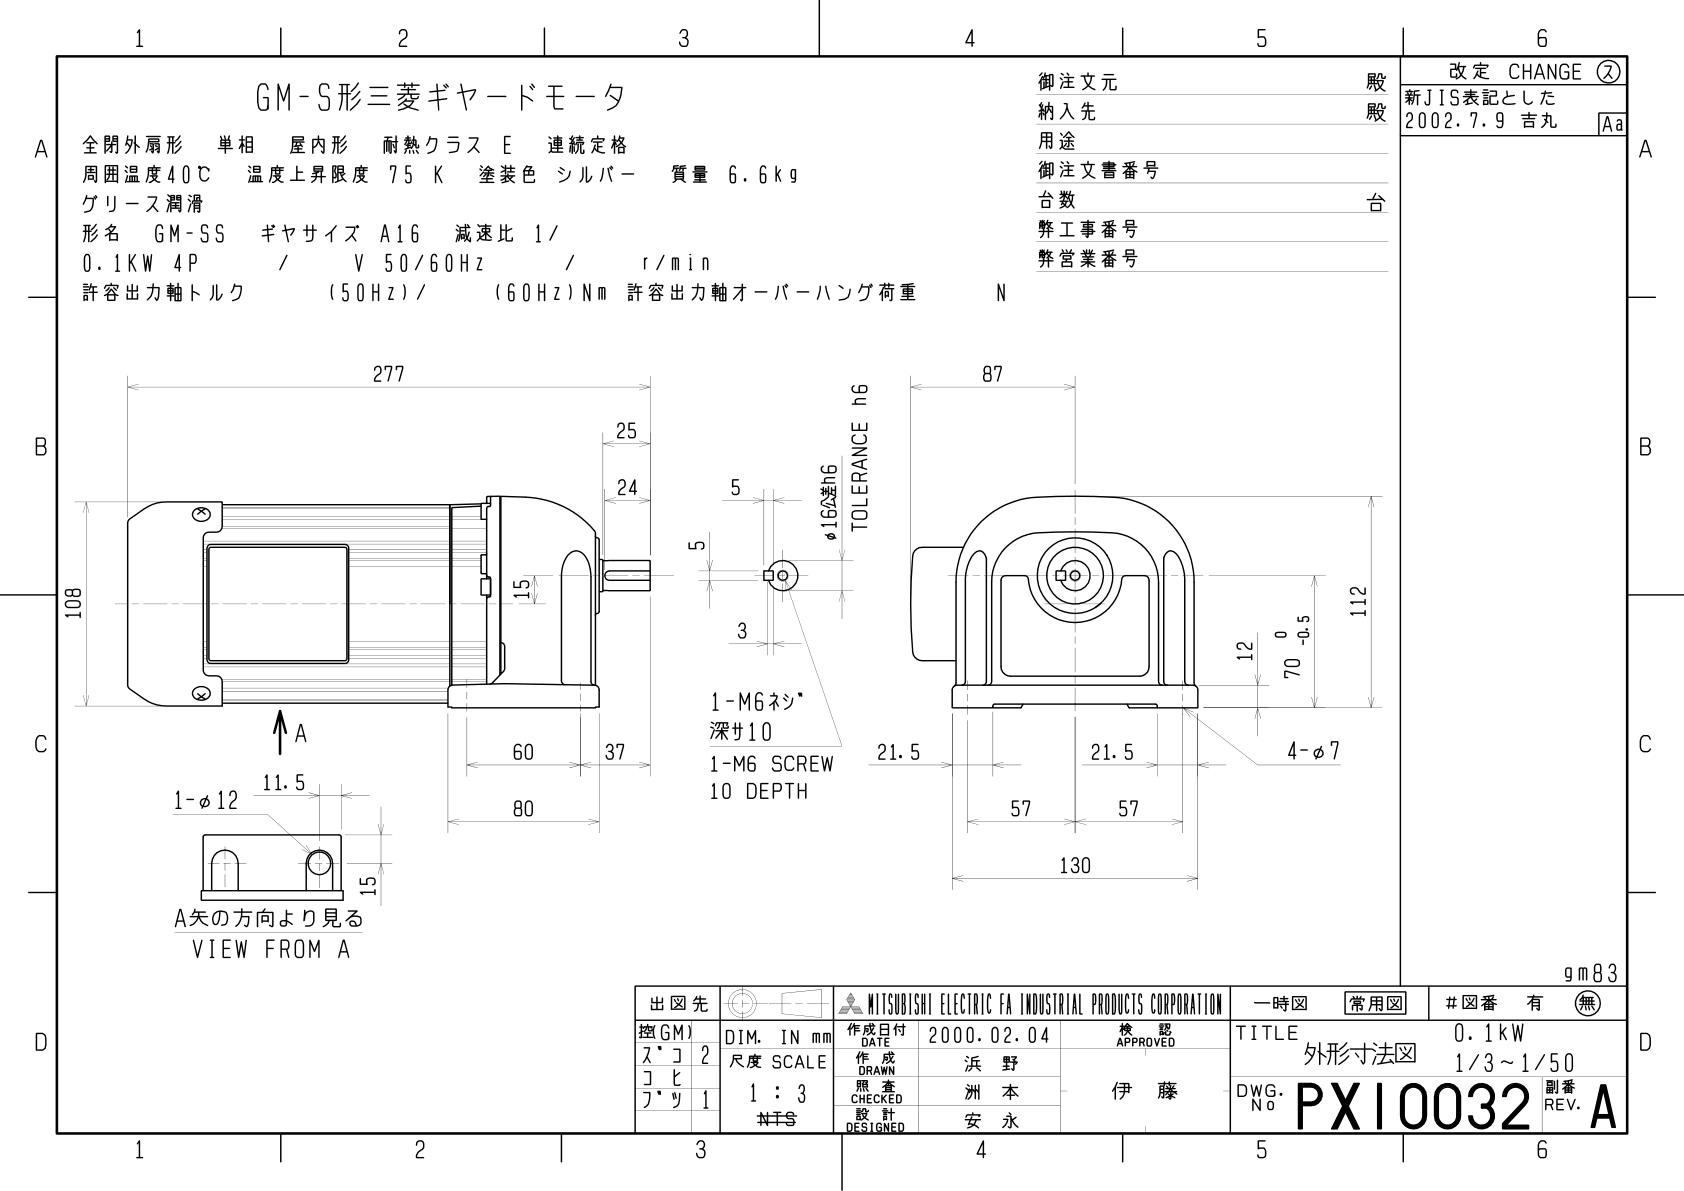 1 2 3 4 5 6
改定 CHANGE ㋜
新JIS表記とした
2002.7.9 吉丸 Aa
GM-S形三菱ギヤードモータ
全閉外扇形 単相 屋内形 耐熱クラス E 連続定格
周囲温度40℃ 温度上昇限度 75 K 塗装色 シルバー 質量 6.6kg
グリース潤滑
形名 GM-SS ギヤサイズ A16 減速比 1/
0.1KW 4P / V 50/60Hz / r/min
許容出力軸トルク (50Hz)/ (60Hz)Nm 許容出力軸オーバーハング荷重 N
御注文元 殿
納入先 殿
用途
御注文書番号
台数 台
弊工事番号
弊営業番号
A A
B B
C C
D D
277
25
24
15
108
A
60 37
80
5
5
3
φ16公差h6
TOLERANCE h6
1-M6ネジ
深サ10
1-M6 SCREW
10 DEPTH
87
112
12
70 0 -0.5
21.5 21.5
4-φ7
57 57
130
11.5
1-φ12
15
A矢の方向より見る
VIEW FROM A
gm83
出図先
控(GM)
ズコ 2
コヒ
ブツ 1
DIM. IN mm
尺度 SCALE
1 : 3
NTS
MITSUBISHI ELECTRIC FA INDUSTRIAL PRODUCTS CORPORATION
作成日付 DATE 2000.02.04
作成 DRAWN 浜野
照査 CHECKED 洲本
設計 DESIGNED 安永
検認 APPROVED
伊藤
一時図 常用図 #図番 有 無
TITLE 外形寸法図
0.1kW
1/3~1/50
DWG. No PX10032 副番 REV. A
1 2 3 4 5 6